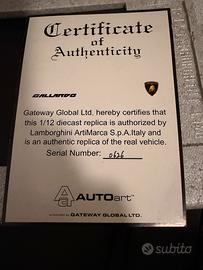 Certificate
of
Authenticity
GALLARDO
Gateway Global Ltd. hereby certifies that
this 1/12 diecast replica is authorized by
Lamborghini ArtiMarca S.p.A.Italy and
is an authentic replica of the real vehicle.
Serial Number: 0626
AUTOart
GATEWAY GLOBAL LTD.
subito